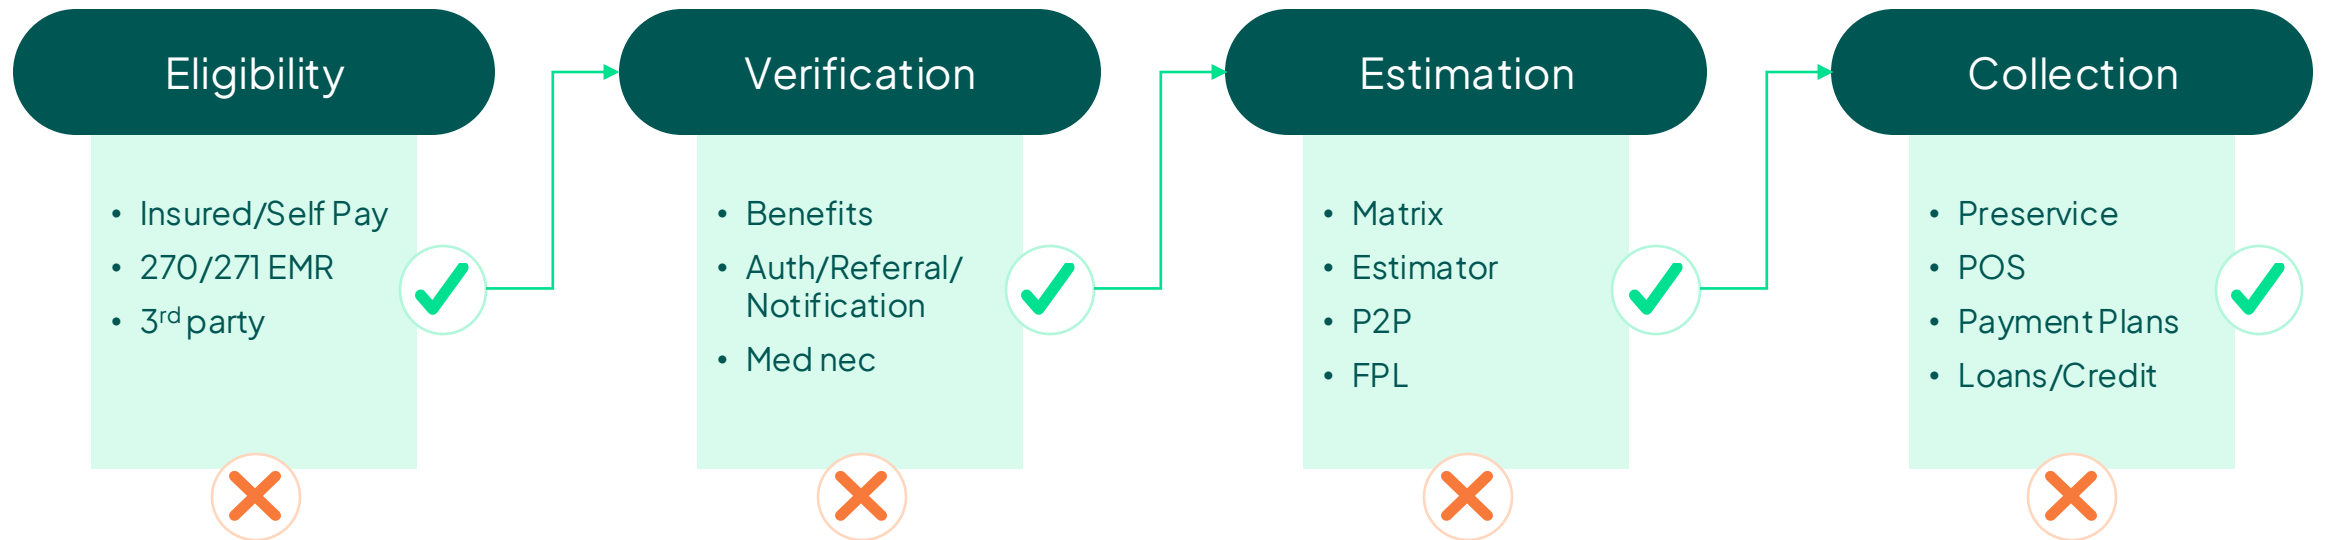 Eligibility
• Insured/Self Pay
• 270/271 EMR
• 3rd party
Verification
• Benefits
• Auth/Referral/
Notification
• Med nec
Estimation
• Matrix
• Estimator
• P2P
• FPL
Collection
• Preservice
• POS
• Payment Plans
• Loans/Credit